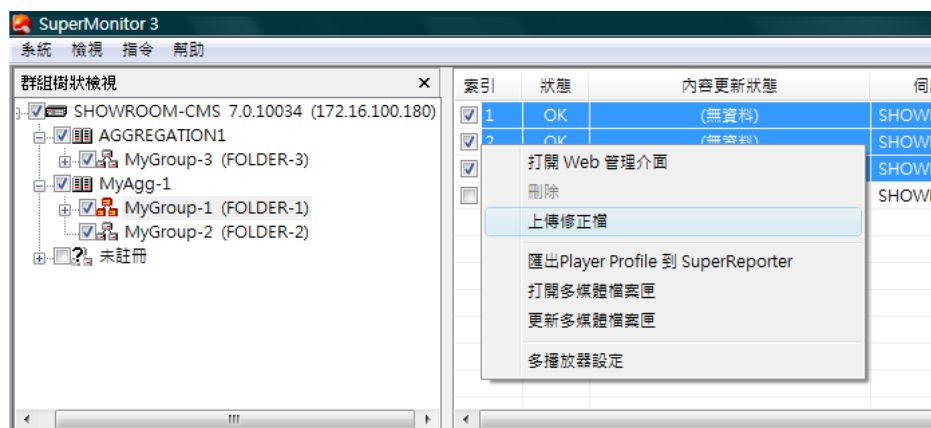 SuperMonitor 3
系統 檢視 指令 幫助
群組樹狀檢視
SHOWROOM-CMS 7.0.10034 (172.16.100.180)
AGGREGATION1
MyGroup-3 (FOLDER-3)
MyAgg-1
MyGroup-1 (FOLDER-1)
MyGroup-2 (FOLDER-2)
未註冊
索引 狀態 內容更新狀態
1 OK (無資料) SHOW
2 OK (無資料)
SHOW
SHOW
打開 Web 管理介面
刪除
上傳修正檔
匯出Player Profile 到 SuperReporter
打開多媒體檔案匣
更新多媒體檔案匣
多播放器設定